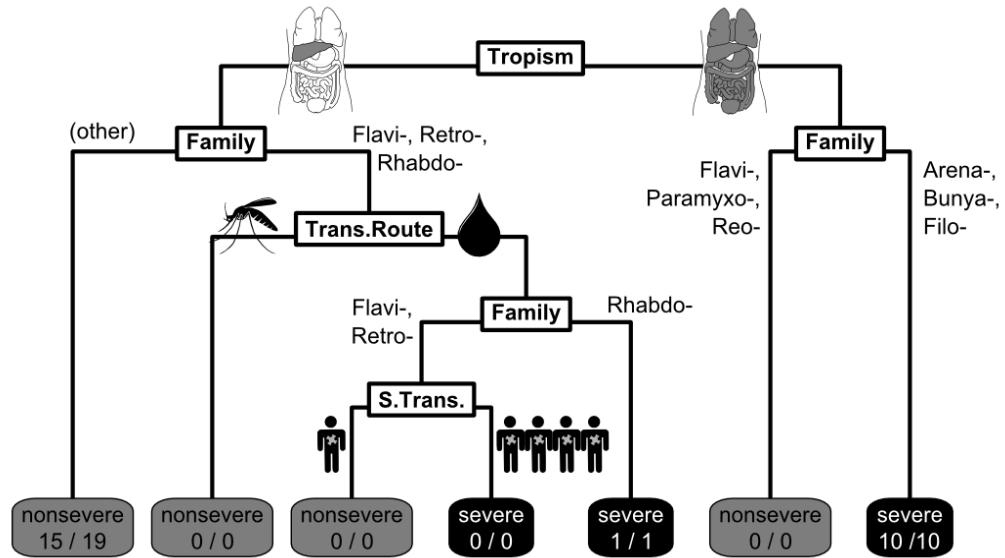 Tropism
(other)
Family
Flavi-, Retro-,
Rhabdo-
Family
Flavi-,
Paramyxo-,
Reo-
Arena-,
Bunya-,
Filo-
Trans.Route
Flavi-,
Retro-
Family
Rhabdo-
S.Trans.
nonsevere
15 / 19
nonsevere
0 / 0
nonsevere
0 / 0
severe
0 / 0
severe
1 / 1
nonsevere
0 / 0
severe
10 /10